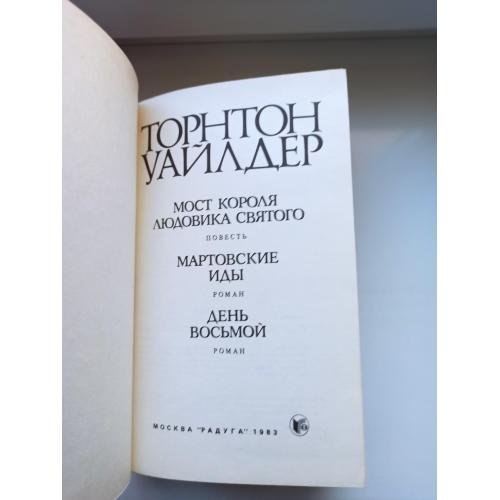 ТОРНТОН
УАЙЛДЕР
МОСТ КОРОЛЯ
ЛЮДОВИКА СВЯТОГО
ПОВЕСТЬ
МАРТОВСКИЕ
ИДЫ
РОМАН
ДЕНЬ
ВОСЬМОЙ
РОМАН
МОСКВА "РАДУГА" 1983